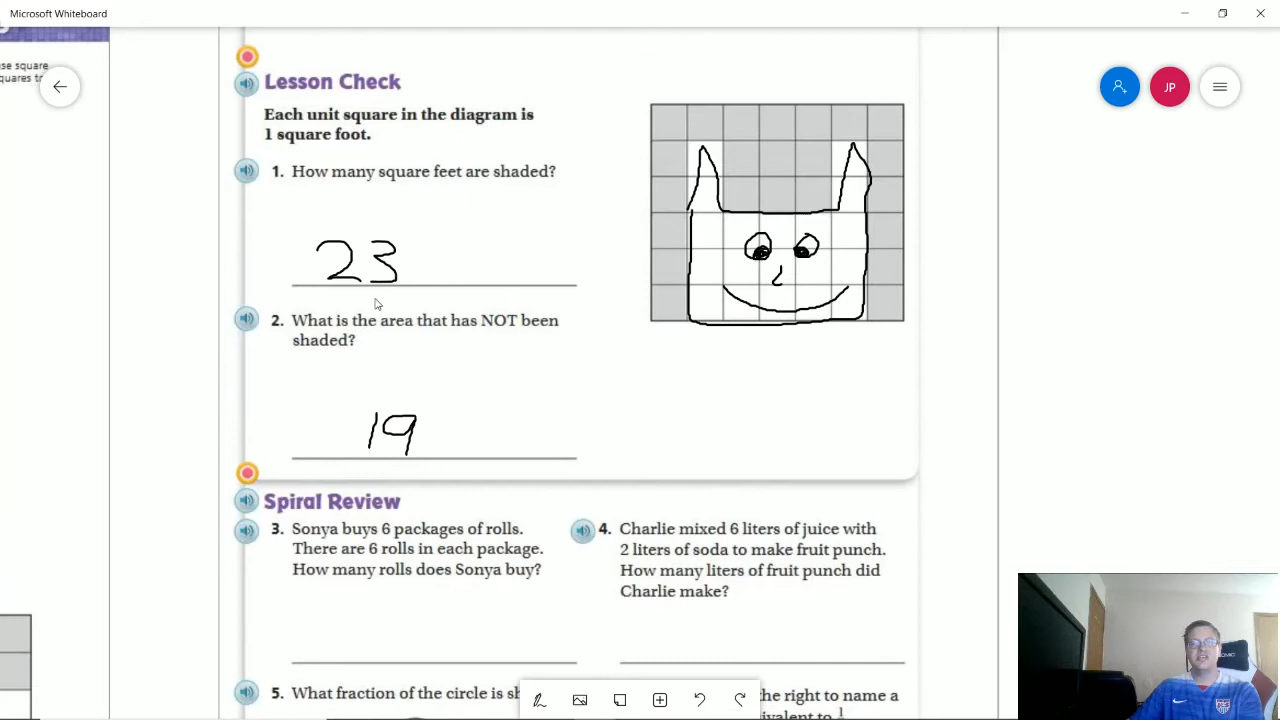 Microsoft Whiteboard
se square
quares to
JP
Lesson Check
Each unit square in the diagram is
1 square foot.
1. How many square feet are shaded?
23
2. What is the area that has NOT been
shaded?
19
Spiral Review
3. Sonya buys 6 packages of rolls.
There are 6 rolls in each package.
How many rolls does Sonya buy?
4. Charlie mixed 6 liters of juice with
2 liters of soda to make fruit punch.
How many liters of fruit punch did
Charlie make?
5. What fraction of the circle is sh
the right to name a